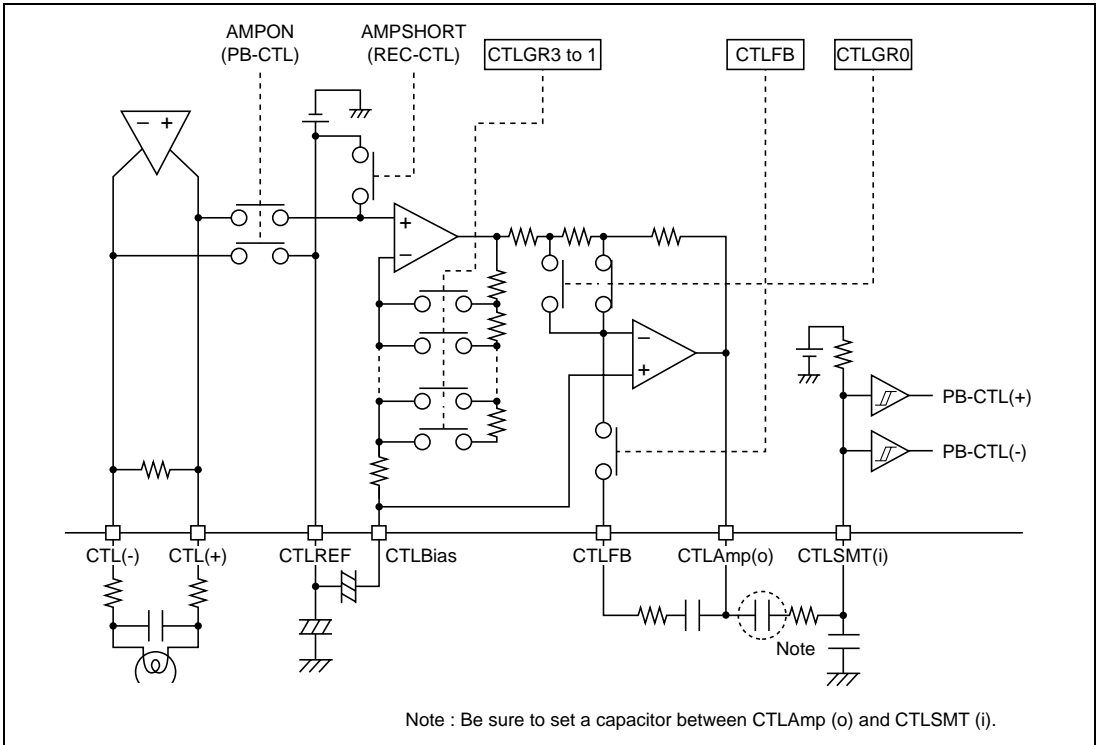 AMPON
(PB-CTL)
AMPSHORT
(REC-CTL)
CTLGR3 to 1
CTLFB
CTLGR0
− +
+
−
−
+
PB-CTL(+)
PB-CTL(-)
CTL(-)
CTL(+)
CTLREF
CTLBias
CTLFB
CTLAmp(o)
CTLSMT(i)
Note
Note : Be sure to set a capacitor between CTLAmp (o) and CTLSMT (i).